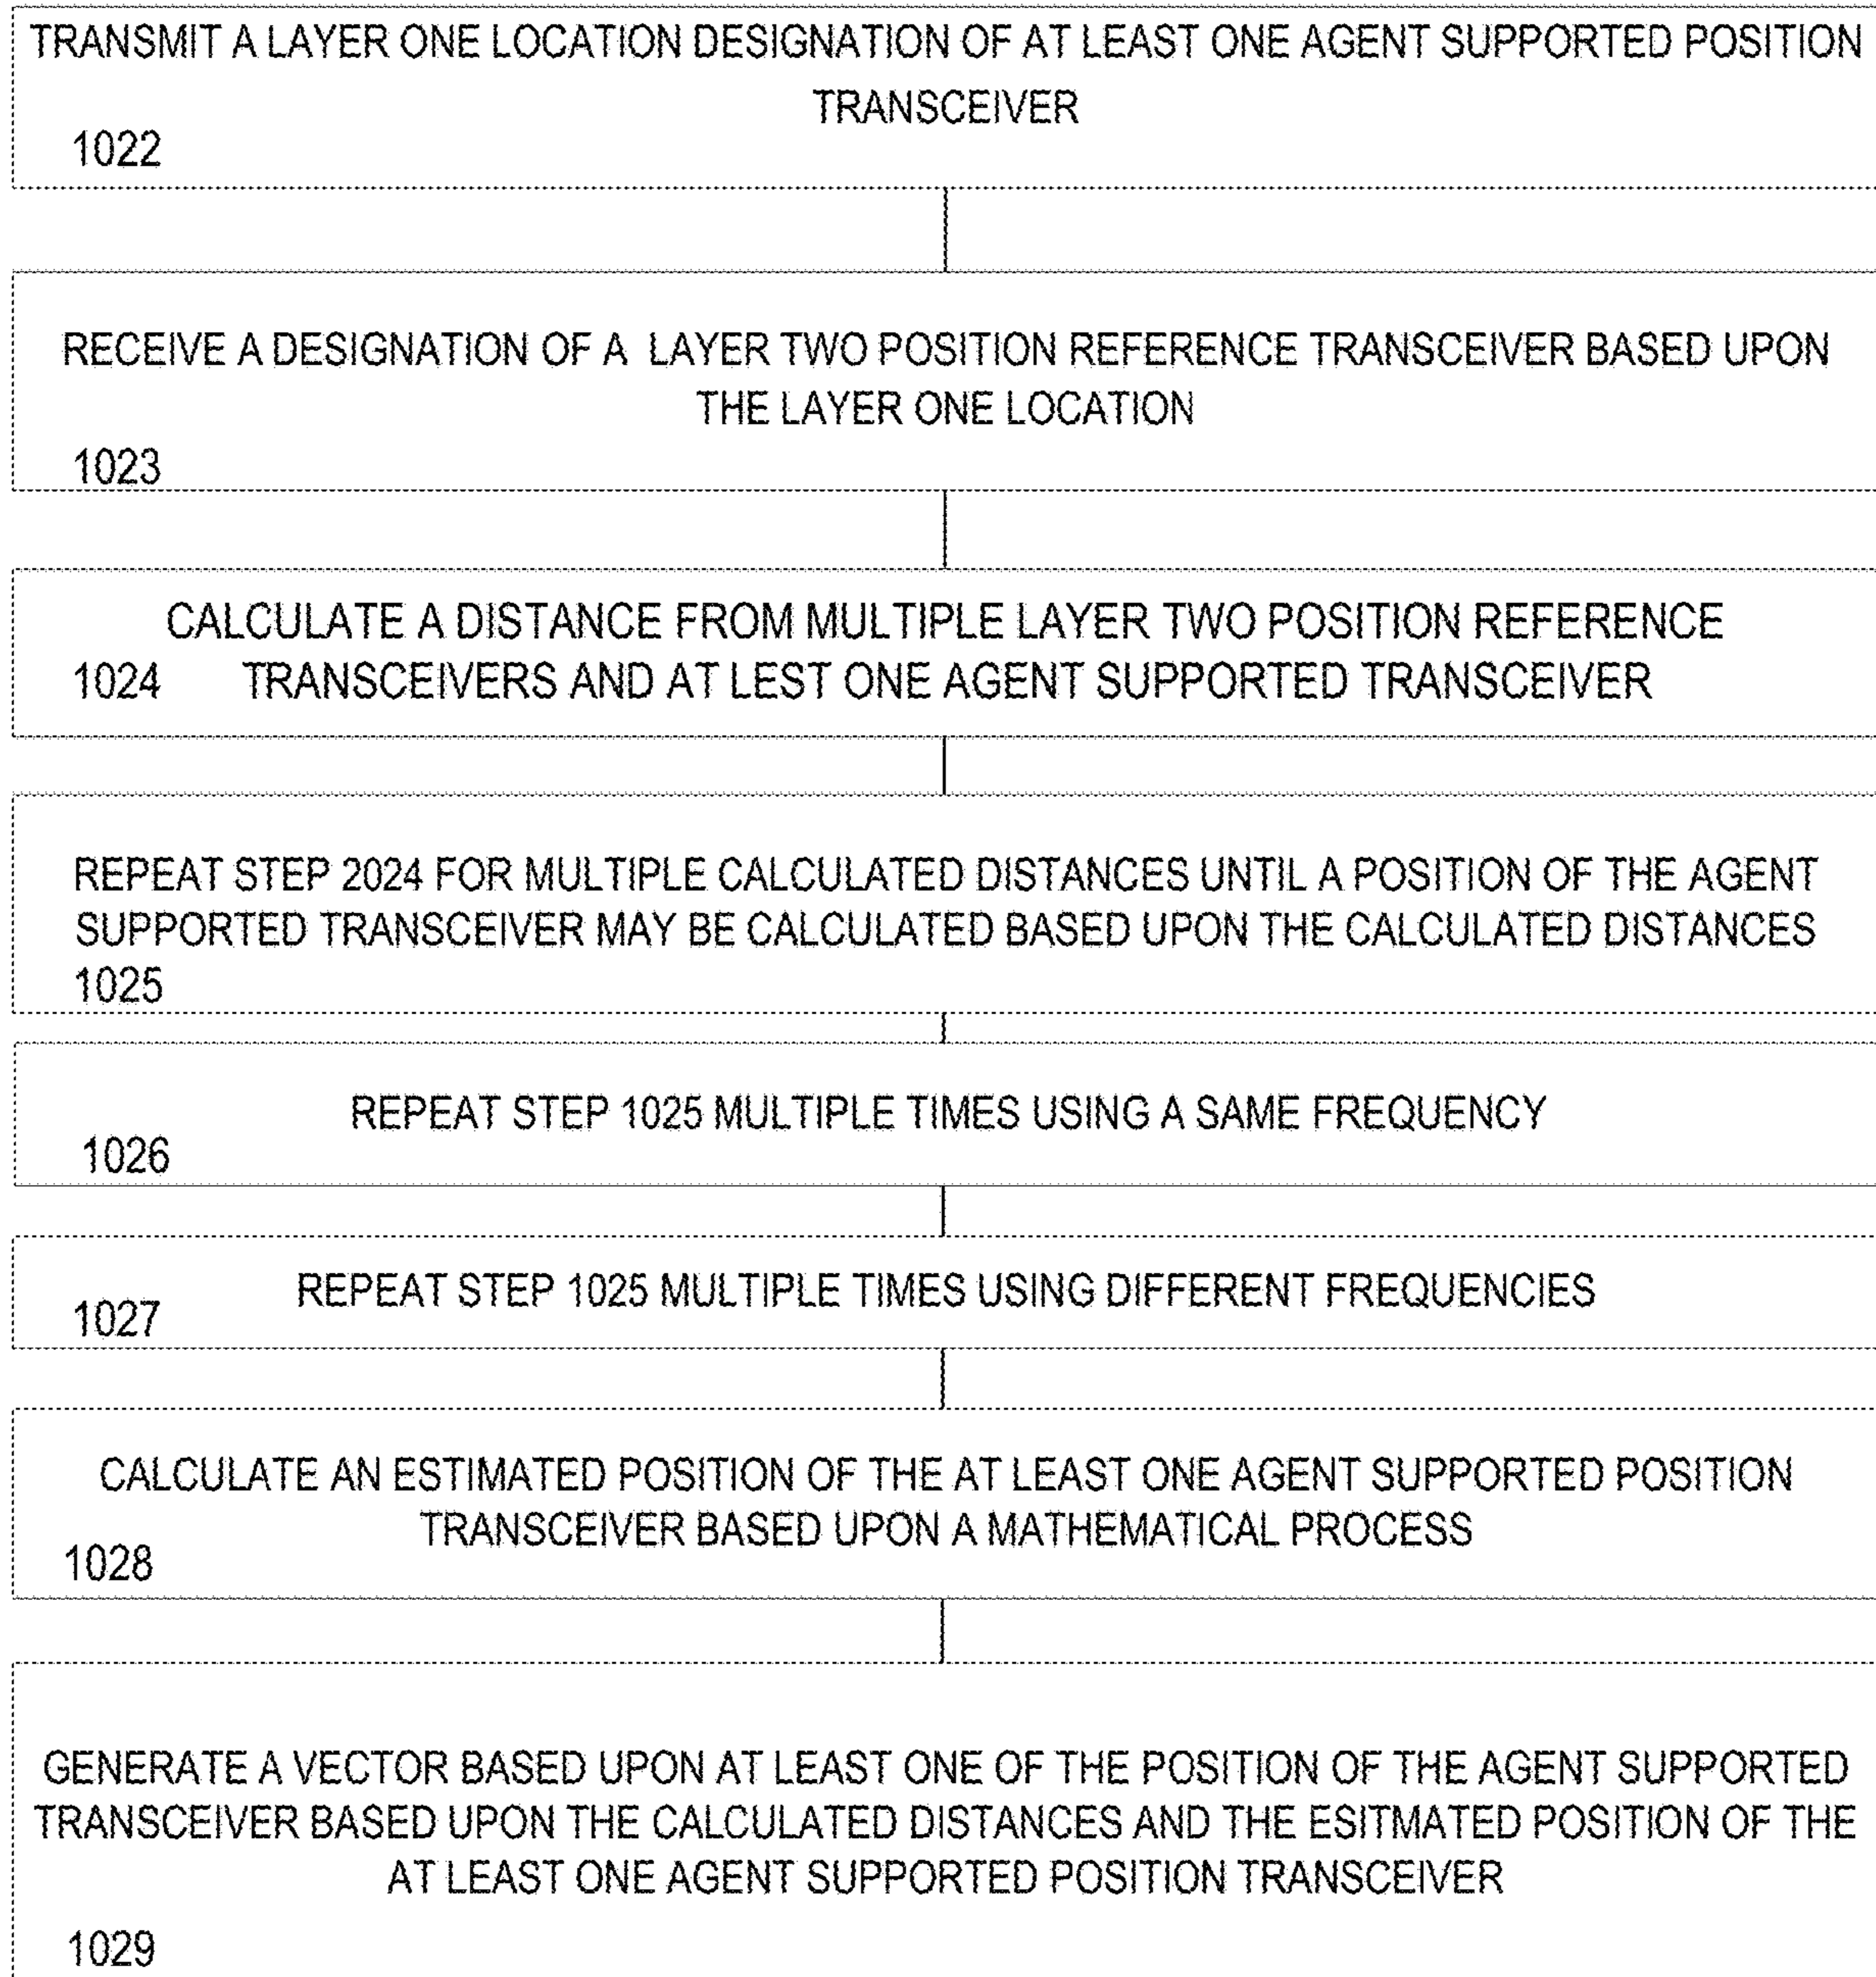 TRANSMIT A LAYER ONE LOCATION DESIGNATION OF AT LEAST ONE AGENT SUPPORTED POSITION
TRANSCEIVER
1022
RECEIVE A DESIGNATION OF A LAYER TWO POSITION REFERENCE TRANSCEIVER BASED UPON
THE LAYER ONE LOCATION
1023
CALCULATE A DISTANCE FROM MULTIPLE LAYER TWO POSITION REFERENCE
1024 TRANSCEIVERS AND AT LEST ONE AGENT SUPPORTED TRANSCEIVER
REPEAT STEP 2024 FOR MULTIPLE CALCULATED DISTANCES UNTIL A POSITION OF THE AGENT
SUPPORTED TRANSCEIVER MAY BE CALCULATED BASED UPON THE CALCULATED DISTANCES
1025
REPEAT STEP 1025 MULTIPLE TIMES USING A SAME FREQUENCY
1026
REPEAT STEP 1025 MULTIPLE TIMES USING DIFFERENT FREQUENCIES
1027
CALCULATE AN ESTIMATED POSITION OF THE AT LEAST ONE AGENT SUPPORTED POSITION
TRANSCEIVER BASED UPON A MATHEMATICAL PROCESS
1028
GENERATE A VECTOR BASED UPON AT LEAST ONE OF THE POSITION OF THE AGENT SUPPORTED
TRANSCEIVER BASED UPON THE CALCULATED DISTANCES AND THE ESITMATED POSITION OF THE
AT LEAST ONE AGENT SUPPORTED POSITION TRANSCEIVER
1029